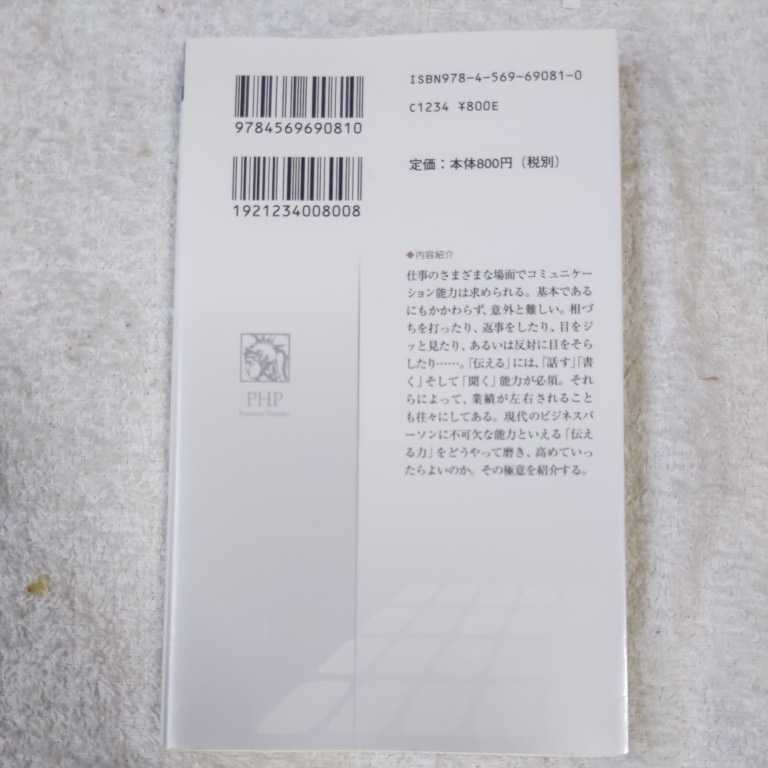 ISBN978-4-569-69081-0
C1234 ¥800E
9784569690810
定価：本体800円（税別）
1921234008008
◆内容紹介
仕事のさまざまな場面でコミュニケー
ション能力は求められる。基本である
にもかかわらず、意外と難しい。相づ
ちを打ったり、返事をしたり、目をジ
ッと見たり、あるいは反対に目をそら
したり……。「伝える」には、「話す」「書
く」そして「聞く」能力が必須。それ
らによって、業績が左右されること
も往々にしてある。現代のビジネスパ
ーソンに不可欠な能力といえる「伝え
る力」をどうやって磨き、高めていっ
たらよいのか。その極意を紹介する。
PHP